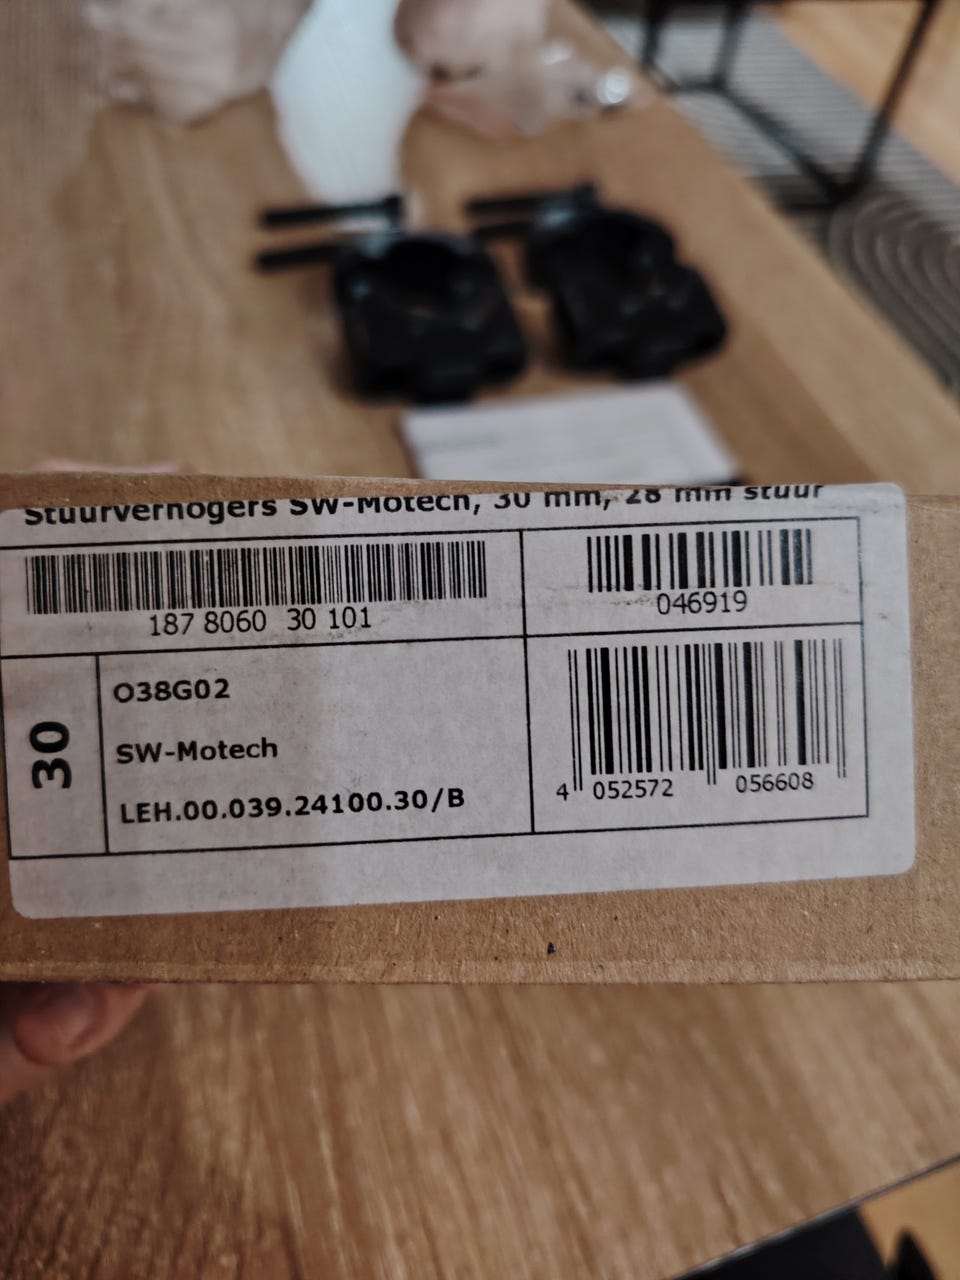 Stuurverhogers SW-Motech, 30 mm, 28 mm stuur
187 8060 30 101
046919
30
O38G02
SW-Motech
LEH.00.039.24100.30/B
4 052572 056608